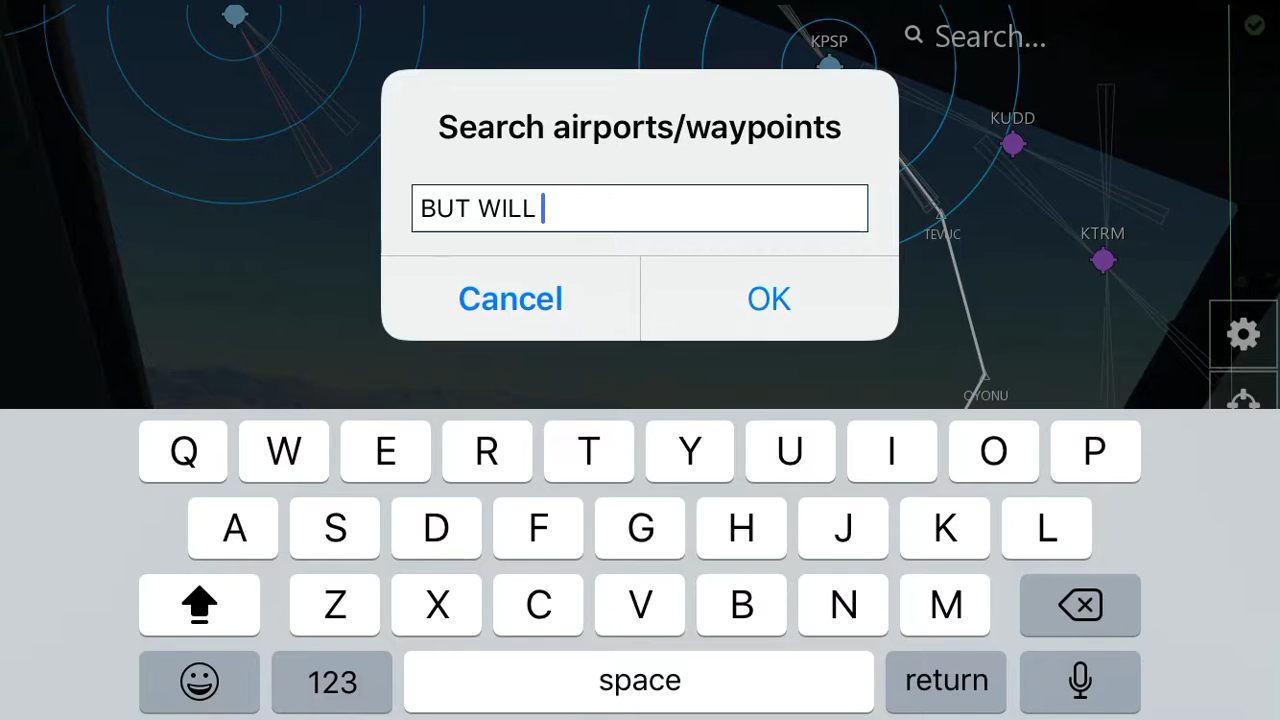 KPSP
Search...
KUDD
Search airports/waypoints
BUT WILL
TEVUC
KTRM
Cancel
OK
OYONU
Q W E R T Y U I O P
A S D F G H J K L
Z X C V B N M
123
space
return